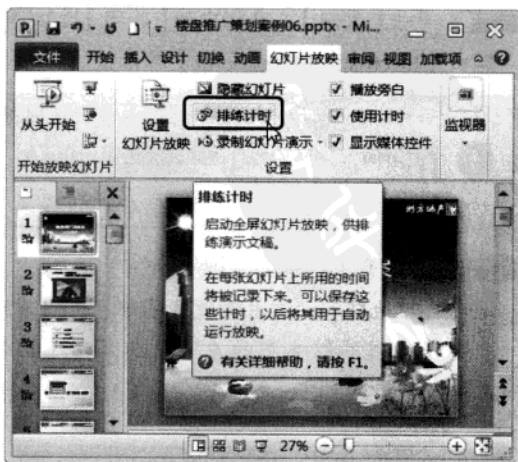 楼盘推广策划案例06.pptx - Mi...
文件 开始 插入 设计 切换 动画 幻灯片放映 审阅 视图 加载项
从头开始
设置
幻灯片放映
隐藏幻灯片
排练计时
录制幻灯片演示
播放旁白
使用计时
显示媒体控件
监视器
开始放映幻灯片 设置
排练计时
启动全屏幻灯片放映，供排
练演示文稿。
在每张幻灯片上所用的时间
将被记录下来。可以保存这
些计时，以后将其用于自动
运行放映。
有关详细帮助，请按 F1。
1
2
3
4
5
27%